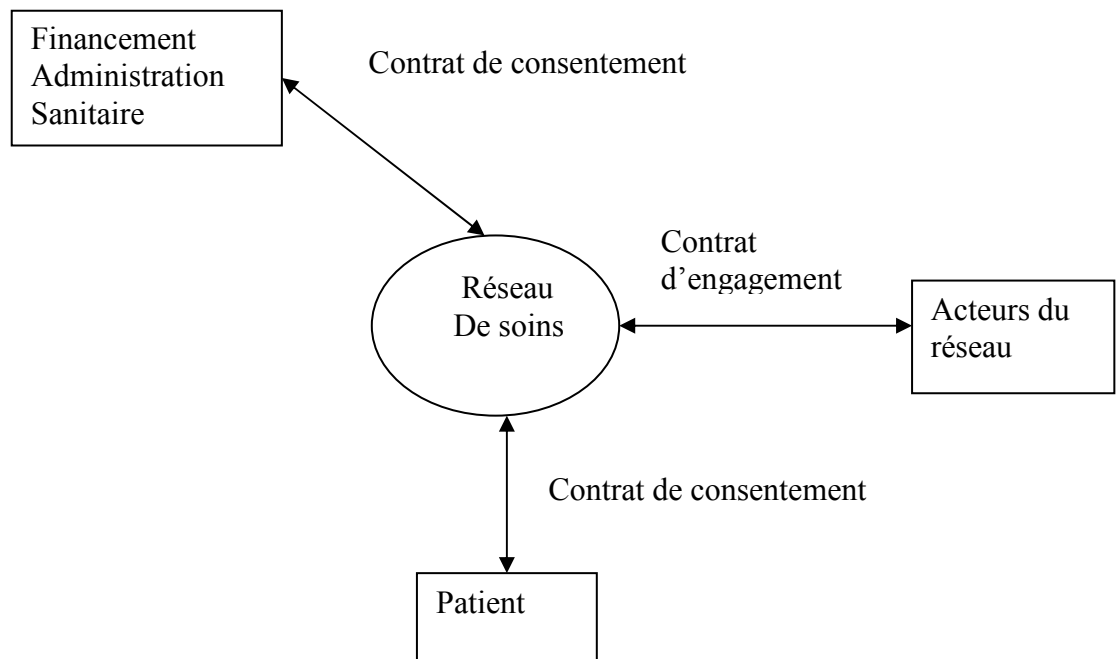 Financement
Administration
Sanitaire
Contrat de consentement
Contrat
d’engagement
Réseau
De soins
Acteurs du
réseau
Contrat de consentement
Patient